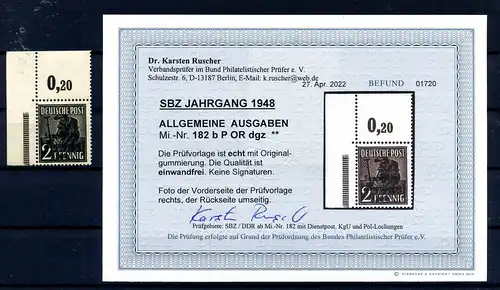 0,20
DEUTSCHE POST
2 PFENNIG
Dr. Karsten Ruscher
Verbandsprüfer im Bund Philatelistischer Prüfer e. V.
Schulzestr. 6, D-13187 Berlin, E-Mail: k.ruscher@web.de
27. Apr. 2022 BEFUND 01720
SBZ JAHRGANG 1948
ALLGEMEINE AUSGABEN
Mi.-Nr. 182 b P OR dgz **
Die Prüfvorlage ist echt mit Original-
gummierung. Die Qualität ist
einwandfrei. Keine Signaturen.
Foto der Vorderseite der Prüfvorlage
rechts, der Rückseite umseitig.
0,20
DEUTSCHE POST
2 PFENNIG
Karsten Ruscher
Prüfgebiete: SBZ / DDR ab Mi.-Nr. 182 mit Dienstpost, KgU und Pol-Lochungen
Die Prüfung erfolgte auf Grund der Prüfordnung des Bundes Philatelistischer Prüfer e.V.